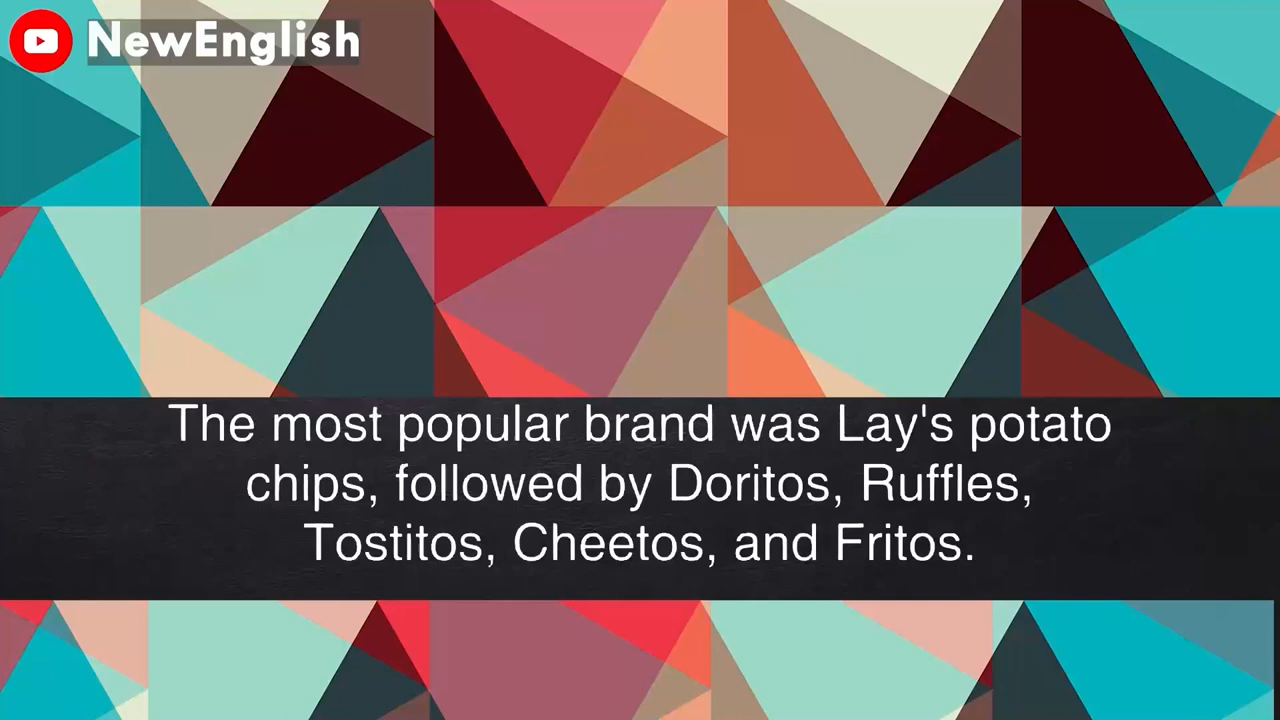 NewEnglish
The most popular brand was Lay's potato
chips, followed by Doritos, Ruffles,
Tostitos, Cheetos, and Fritos.